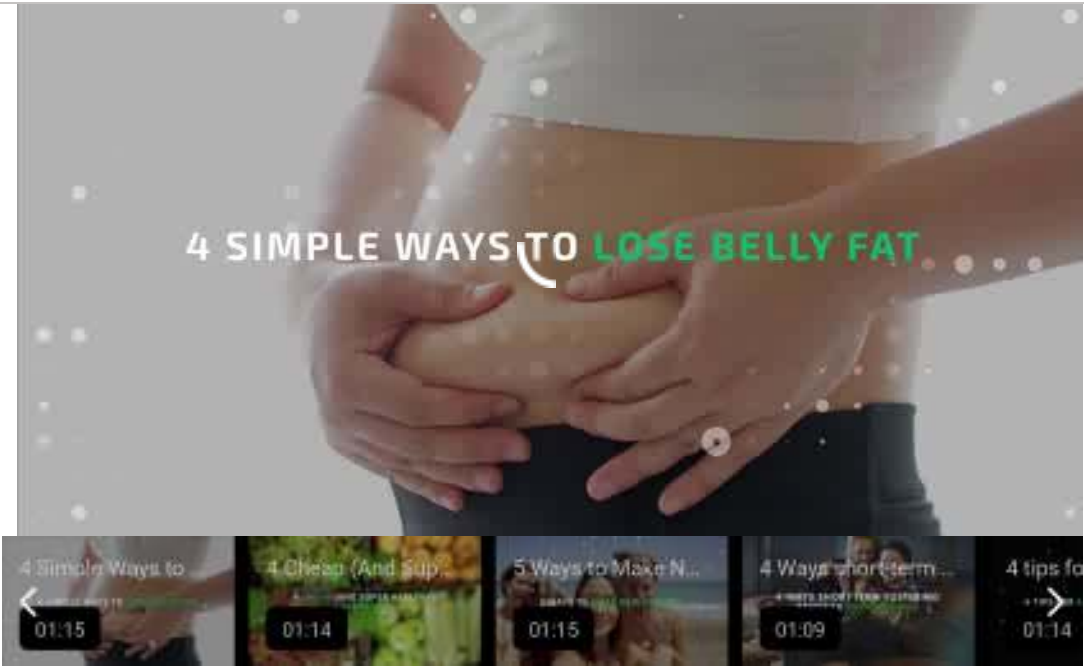 4 SIMPLE WAYS TO LOSE BELLY FAT
4 Simple Ways to
01:15
4 Cheap (And Sup...
01:14
5 Ways to Make N...
01:15
4 Ways short-term ...
01:09
4 tips fo
01:14